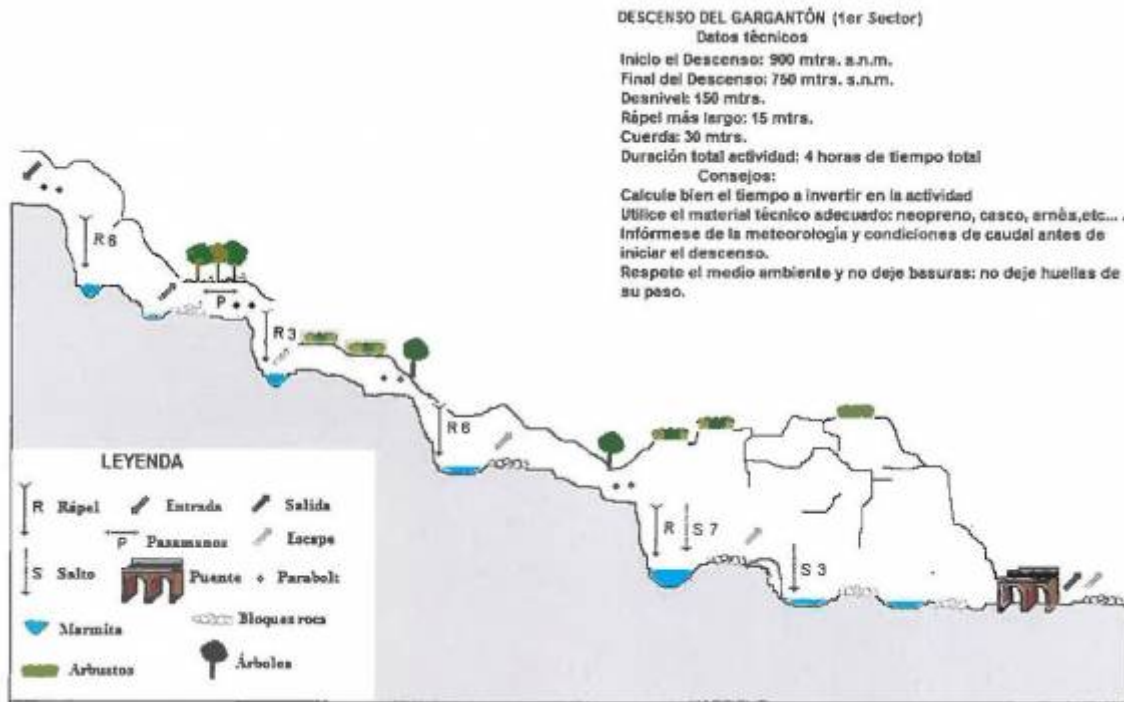 DESCENSO DEL GARGANTÓN (1er Sector)
Datos técnicos
Inicio el Descenso: 900 mtrs. s.n.m.
Final del Descenso: 750 mtrs. s.n.m.
Desnivel: 150 mtrs.
Rápel más largo: 15 mtrs.
Cuerda: 30 mtrs.
Duración total actividad: 4 horas de tiempo total
Consejos:
Calcule bien el tiempo a invertir en la actividad
Utilice el material técnico adecuado: neopreno, casco, arnés,etc... .
Infórmese de la meteorología y condiciones de caudal antes de
iniciar el descenso.
Respete el medio ambiente y no deje basuras: no deje huellas de
su paso.
R 6
P
R 3
R 6
R
S 7
S 3
LEYENDA
R Rápel
Entrada
Salida
P Pasamanos
Escape
S Salto
Puente
Parabolt
Marmita
Bloques roca
Arbustos
Árboles